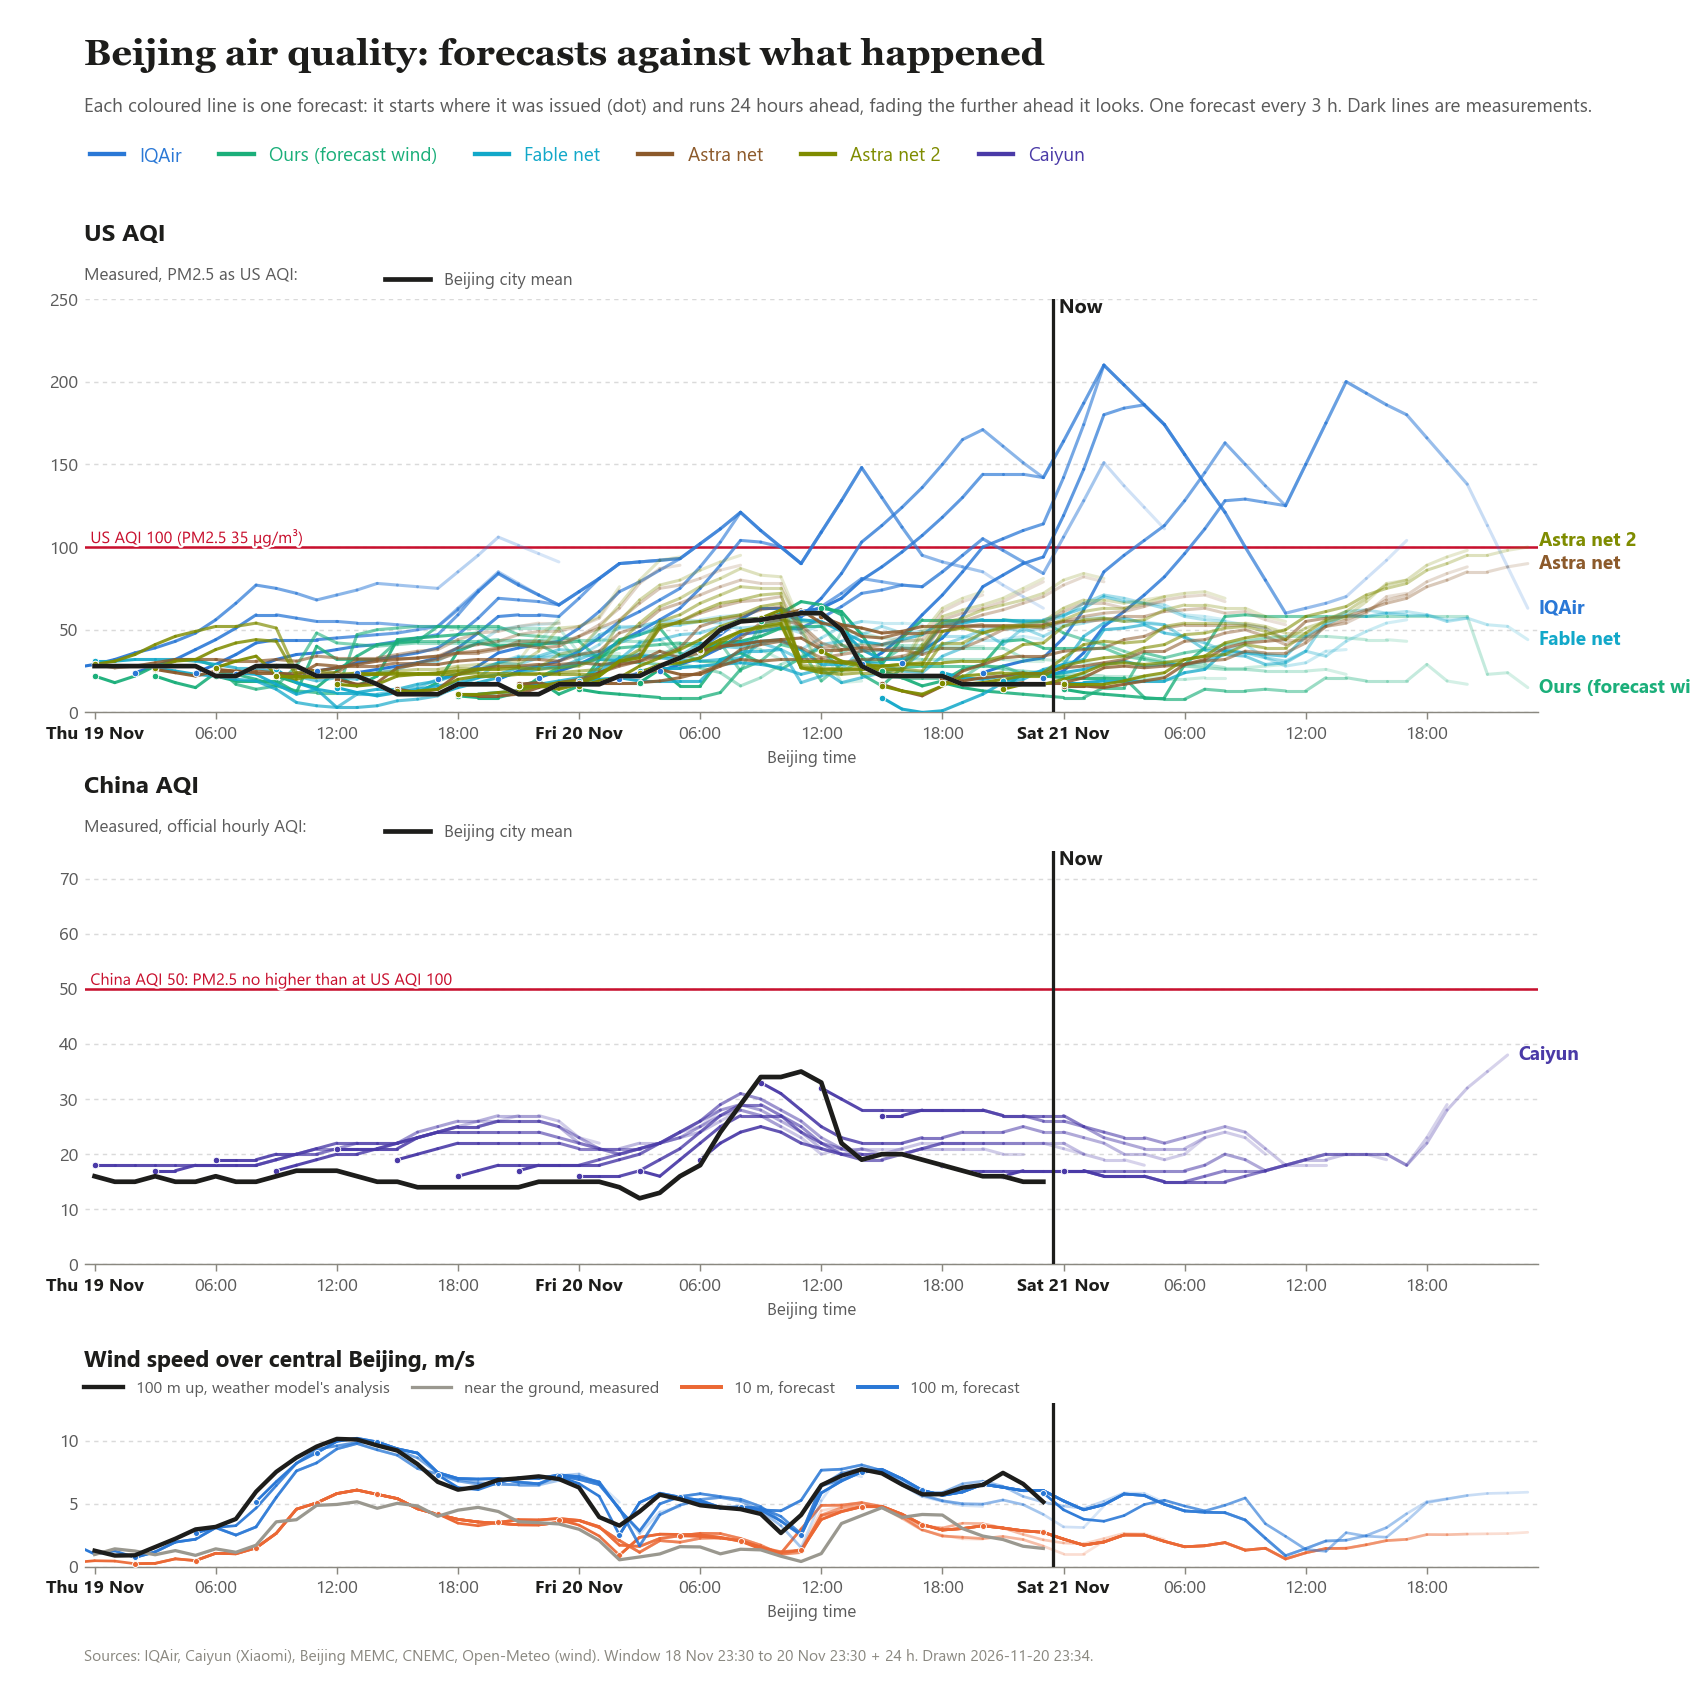 Beijing air quality: forecasts against what happened
Each coloured line is one forecast: it starts where it was issued (dot) and runs 24 hours ahead, fading the further ahead it looks. One forecast every 3 h. Dark lines are measurements.
IQAir Ours (forecast wind) Fable net Astra net Astra net 2 Caiyun
US AQI
Measured, PM2.5 as US AQI: Beijing city mean
250
Now
200
150
US AQI 100 (PM2.5 35 µg/m³)
100
Astra net 2
Astra net
IQAir
50
Fable net
Ours (forecast wi
0
Thu 19 Nov 06:00 12:00 18:00 Fri 20 Nov 06:00 12:00 18:00 Sat 21 Nov 06:00 12:00 18:00
Beijing time
China AQI
Measured, official hourly AQI: Beijing city mean
Now
70
60
China AQI 50: PM2.5 no higher than at US AQI 100
50
40
Caiyun
30
20
10
0
Thu 19 Nov 06:00 12:00 18:00 Fri 20 Nov 06:00 12:00 18:00 Sat 21 Nov 06:00 12:00 18:00
Beijing time
Wind speed over central Beijing, m/s
100 m up, weather model's analysis near the ground, measured 10 m, forecast 100 m, forecast
10
5
0
Thu 19 Nov 06:00 12:00 18:00 Fri 20 Nov 06:00 12:00 18:00 Sat 21 Nov 06:00 12:00 18:00
Beijing time
Sources: IQAir, Caiyun (Xiaomi), Beijing MEMC, CNEMC, Open-Meteo (wind). Window 18 Nov 23:30 to 20 Nov 23:30 + 24 h. Drawn 2026-11-20 23:34.